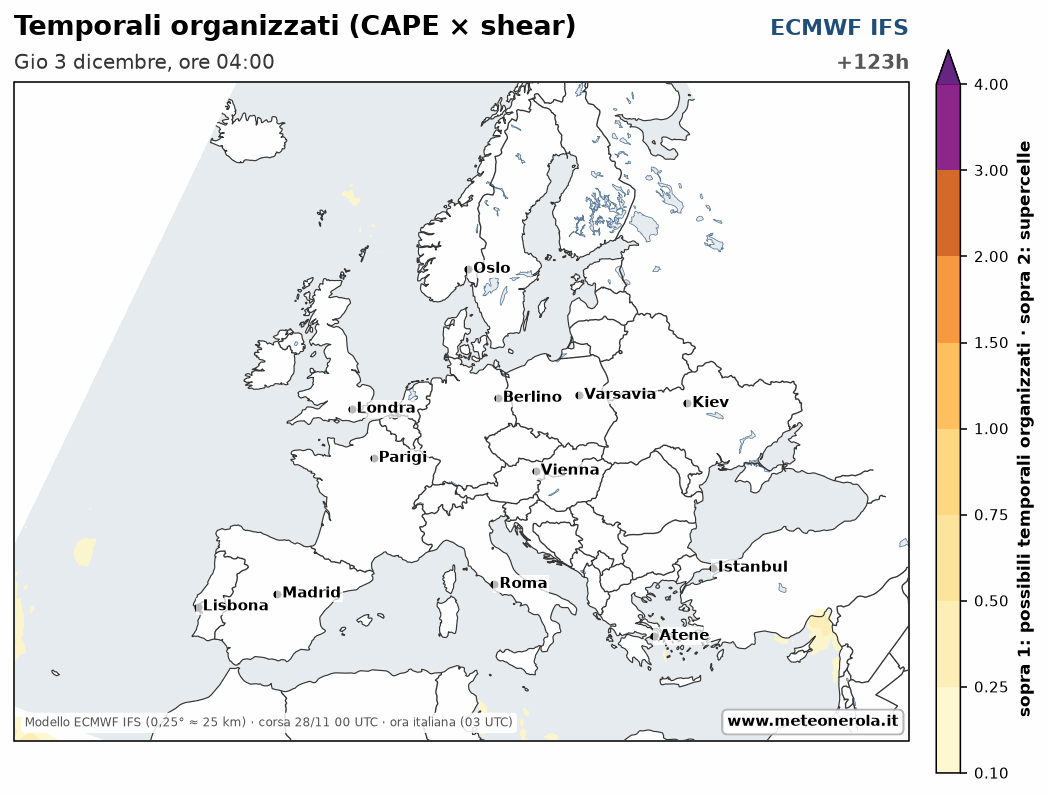 Temporali organizzati (CAPE × shear)
ECMWF IFS
Gio 3 dicembre, ore 04:00
+123h
4.00
3.00
2.00
1.50
1.00
0.75
0.50
0.25
0.10
sopra 1: possibili temporali organizzati · sopra 2: supercelle
Oslo
Berlino
Varsavia
Kiev
Londra
Parigi
Vienna
Istanbul
Roma
Madrid
Lisbona
Atene
Modello ECMWF IFS (0,25° ≈ 25 km) · corsa 28/11 00 UTC · ora italiana (03 UTC)
www.meteonerola.it